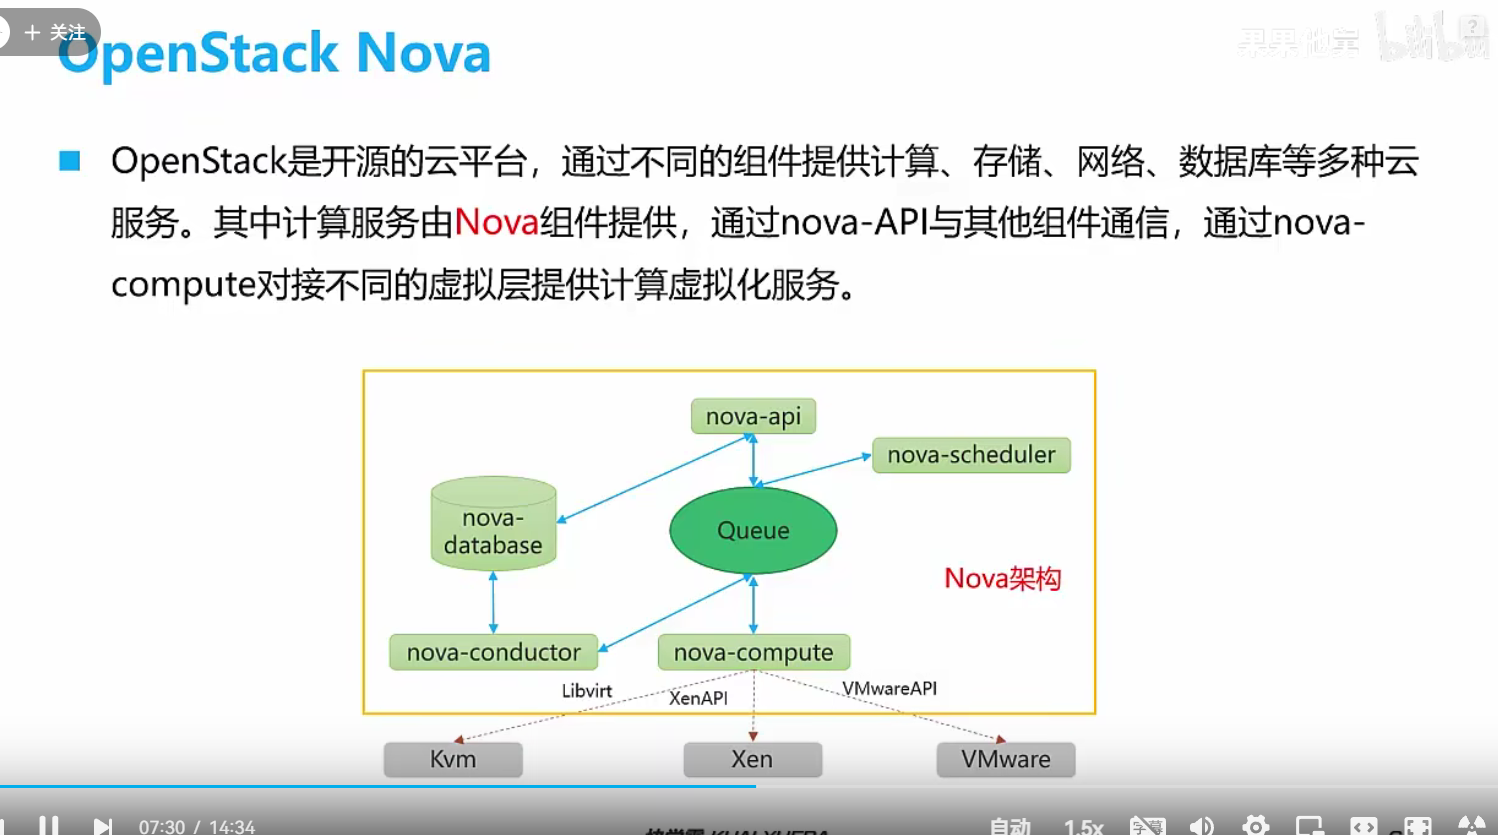 + 关注
OpenStack Nova
果果他爹 bilibili
OpenStack是开源的云平台，通过不同的组件提供计算、存储、网络、数据库等多种云
服务。其中计算服务由Nova组件提供，通过nova-API与其他组件通信，通过nova-
compute对接不同的虚拟层提供计算虚拟化服务。
nova-api
nova-scheduler
nova-
database
Queue
Nova架构
nova-conductor
nova-compute
Libvirt
XenAPI
VMwareAPI
Kvm
Xen
VMware
07:30 / 14:34
自动
1.5x
字幕